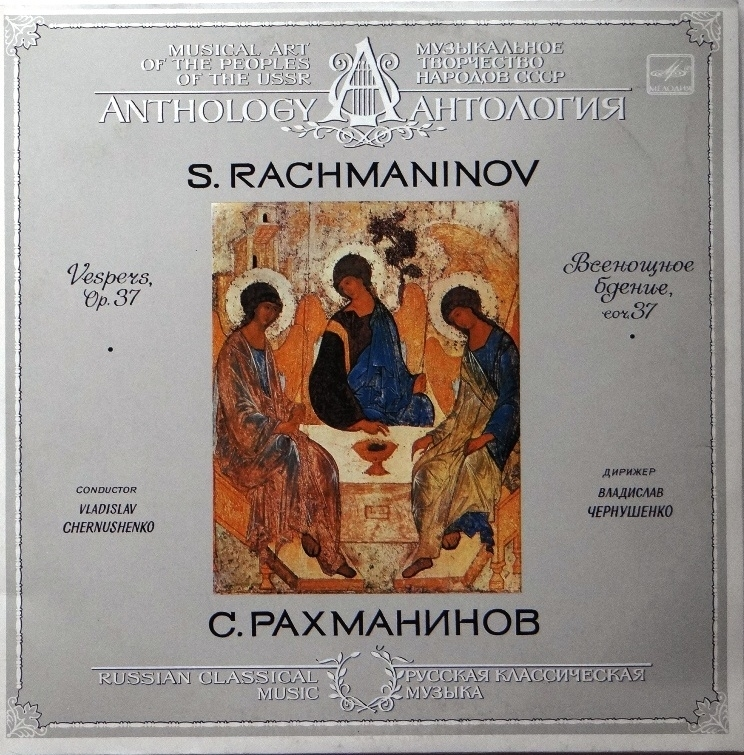 MUSICAL ART
OF THE PEOPLES
OF THE USSR
МУЗЫКАЛЬНОЕ
ТВОРЧЕСТВО
НАРОДОВ СССР
МЕЛОДИЯ
ANTHOLOGY
А
АНТОЛОГИЯ
S. RACHMANINOV
Vespers,
Op. 37
Всенощное
бдение,
соч. 37
CONDUCTOR
VLADISLAV
CHERNUSHENKO
ДИРИЖЕР
ВЛАДИСЛАВ
ЧЕРНУШЕНКО
С. РАХМАНИНОВ
RUSSIAN CLASSICAL
MUSIC
РУССКАЯ КЛАССИЧЕСКАЯ
МУЗЫКА